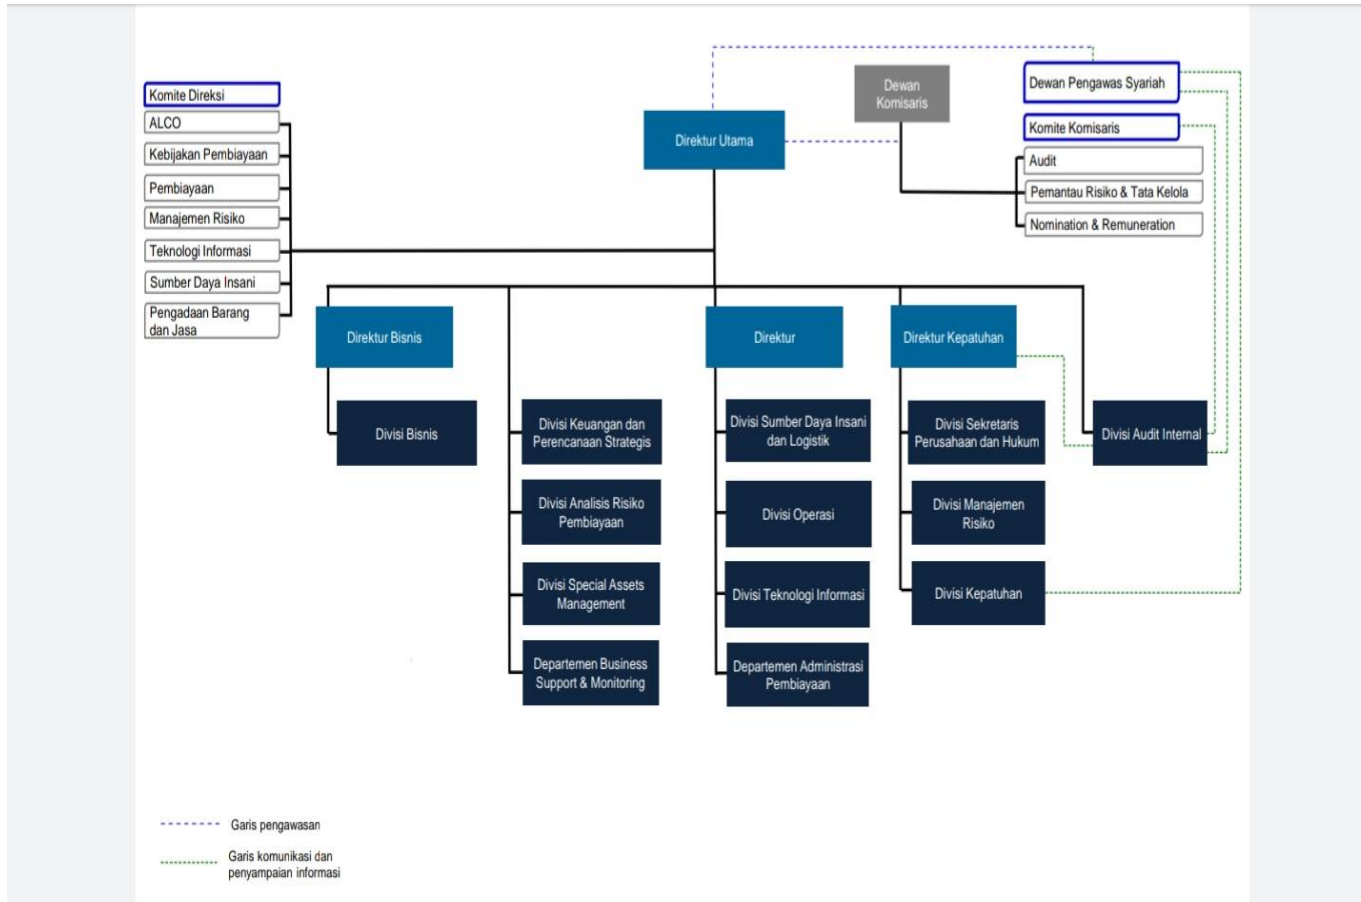 Komite Direksi
ALCO
Kebijakan Pembiayaan
Pembiayaan
Manajemen Risiko
Teknologi Informasi
Sumber Daya Insani
Pengadaan Barang
dan Jasa
Direktur Utama
Dewan
Komisaris
Dewan Pengawas Syariah
Komite Komisaris
Audit
Pemantau Risiko & Tata Kelola
Nomination & Remuneration
Direktur Bisnis
Direktur
Direktur Kepatuhan
Divisi Bisnis
Divisi Keuangan dan
Perencanaan Strategis
Divisi Analisis Risiko
Pembiayaan
Divisi Special Assets
Management
Departemen Business
Support & Monitoring
Divisi Sumber Daya Insani
dan Logistik
Divisi Operasi
Divisi Teknologi Informasi
Departemen Administrasi
Pembiayaan
Divisi Sekretaris
Perusahaan dan Hukum
Divisi Manajemen
Risiko
Divisi Kepatuhan
Divisi Audit Internal
Garis pengawasan
Garis komunikasi dan
penyampaian informasi